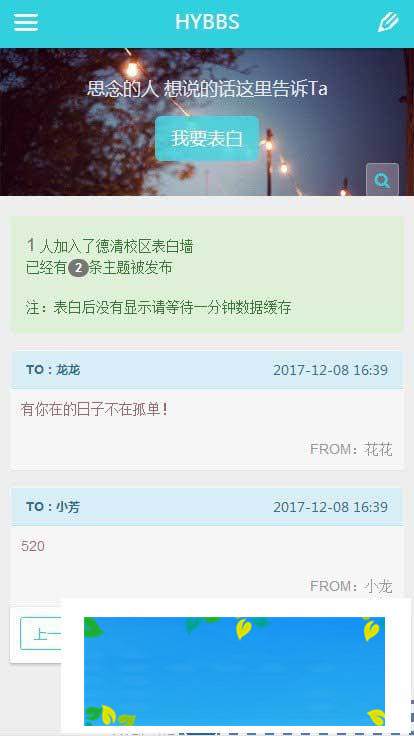 HYBBS
思念的人 想说的话这里告诉Ta
我要表白
1 人加入了德清校区表白墙
已经有2条主题被发布
注：表白后没有显示请等待一分钟数据缓存
TO：龙龙 2017-12-08 16:39
有你在的日子不在孤单！
FROM：花花
TO：小芳 2017-12-08 16:39
520
FROM：小龙
上一